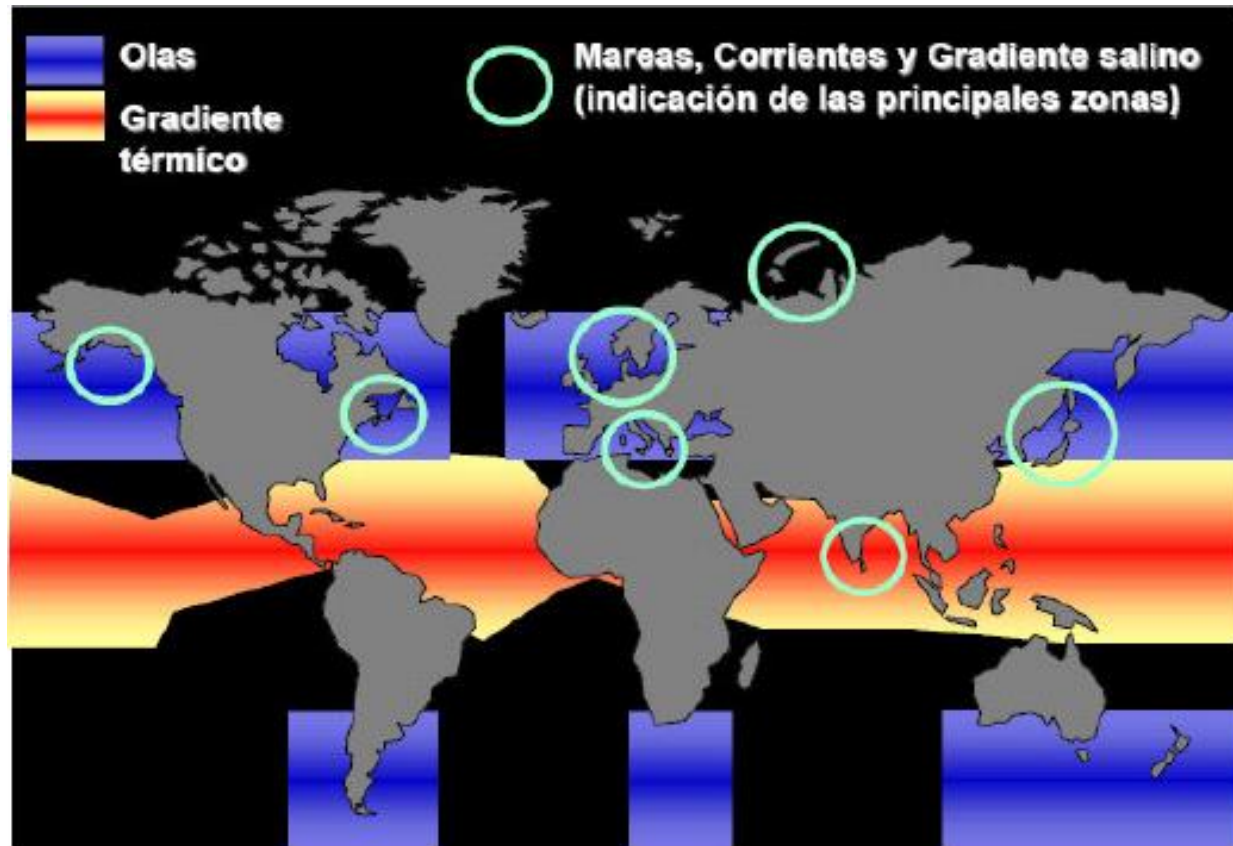 Olas
Gradiente
térmico
Mareas, Corrientes y Gradiente salino
(indicación de las principales zonas)